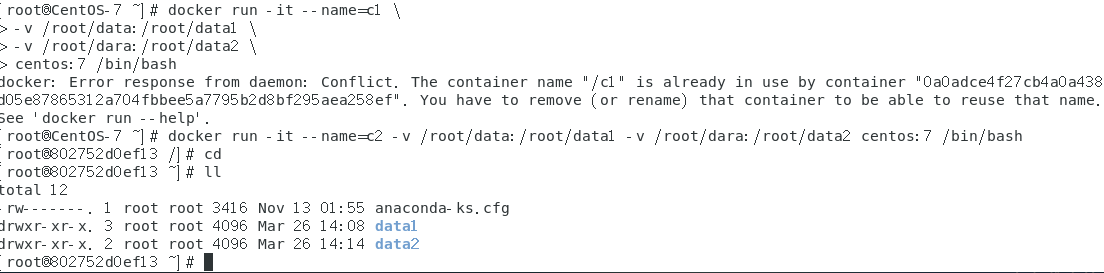 [root@CentOS-7 ~]# docker run -it --name=c1 \
> -v /root/data:/root/data1 \
> -v /root/dara:/root/data2 \
> centos:7 /bin/bash
docker: Error response from daemon: Conflict. The container name "/c1" is already in use by container "0a0adce4f27cb4a0a438
d05e87865312a704fbbee5a7795b2d8bf295aea258ef". You have to remove (or rename) that container to be able to reuse that name.
See 'docker run --help'.
[root@CentOS-7 ~]# docker run -it --name=c2 -v /root/data:/root/data1 -v /root/dara:/root/data2 centos:7 /bin/bash
[root@802752d0ef13 /]# cd
[root@802752d0ef13 ~]# ll
total 12
-rw-------. 1 root root 3416 Nov 13 01:55 anaconda-ks.cfg
drwxr-xr-x. 3 root root 4096 Mar 26 14:08 data1
drwxr-xr-x. 2 root root 4096 Mar 26 14:14 data2
[root@802752d0ef13 ~]#